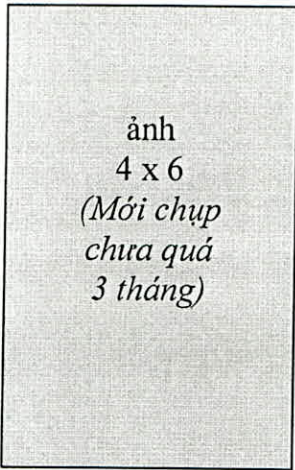 ảnh
4 x 6
(Mới chụp
chưa quá
3 tháng)